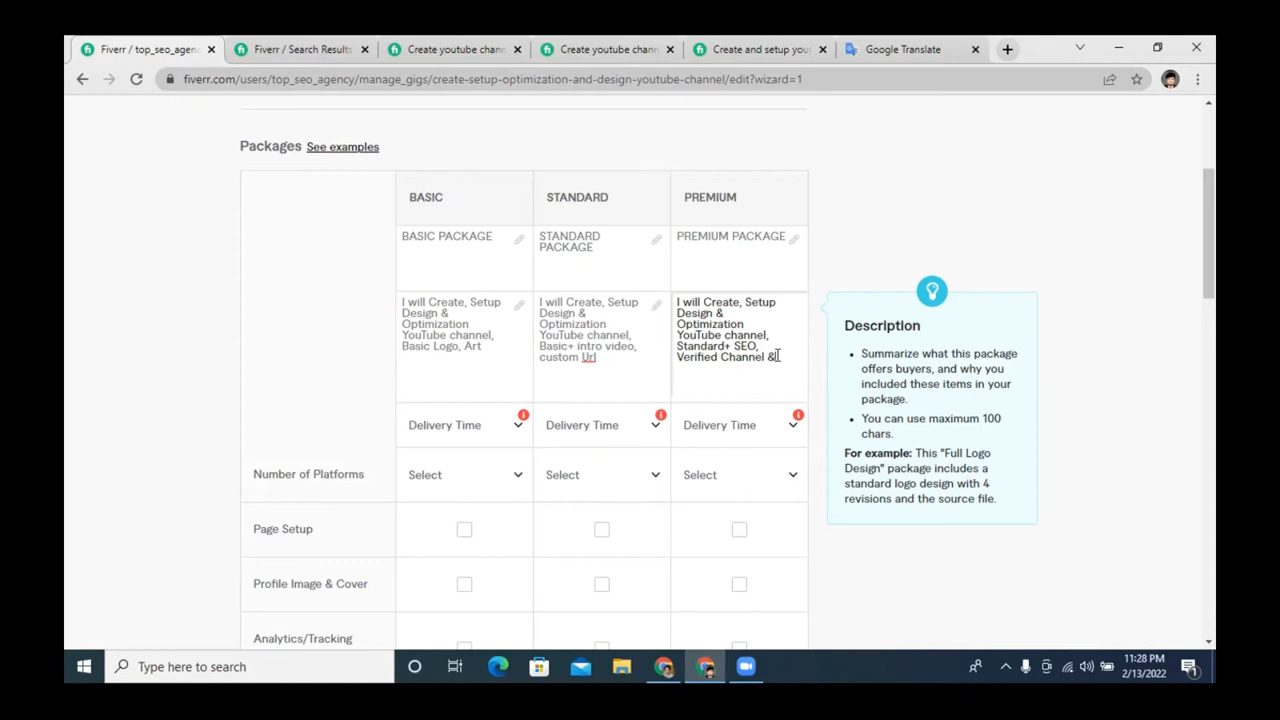 Fiverr / top_seo_agen
Fiverr / Search Results
Create youtube chann
Create youtube chann
Create and setup you
Google Translate
fiverr.com/users/top_seo_agency/manage_gigs/create-setup-optimization-and-design-youtube-channel/edit?wizard=1
Packages See examples
BASIC
STANDARD
PREMIUM
BASIC PACKAGE
STANDARD
PACKAGE
PREMIUM PACKAGE
I will Create, Setup
Design &
Optimization
YouTube channel,
Basic Logo, Art
I will Create, Setup
Design &
Optimization
YouTube channel,
Basic+ intro video,
custom Url
I will Create, Setup
Design &
Optimization
YouTube channel,
Standard+ SEO,
Verified Channel &
Description
Summarize what this package
offers buyers, and why you
included these items in your
package.
You can use maximum 100
chars.
For example: This "Full Logo
Design" package includes a
standard logo design with 4
revisions and the source file.
Delivery Time
Delivery Time
Delivery Time
Number of Platforms
Select
Select
Select
Page Setup
Profile Image & Cover
Analytics/Tracking
Type here to search
11:28 PM
2/13/2022
1